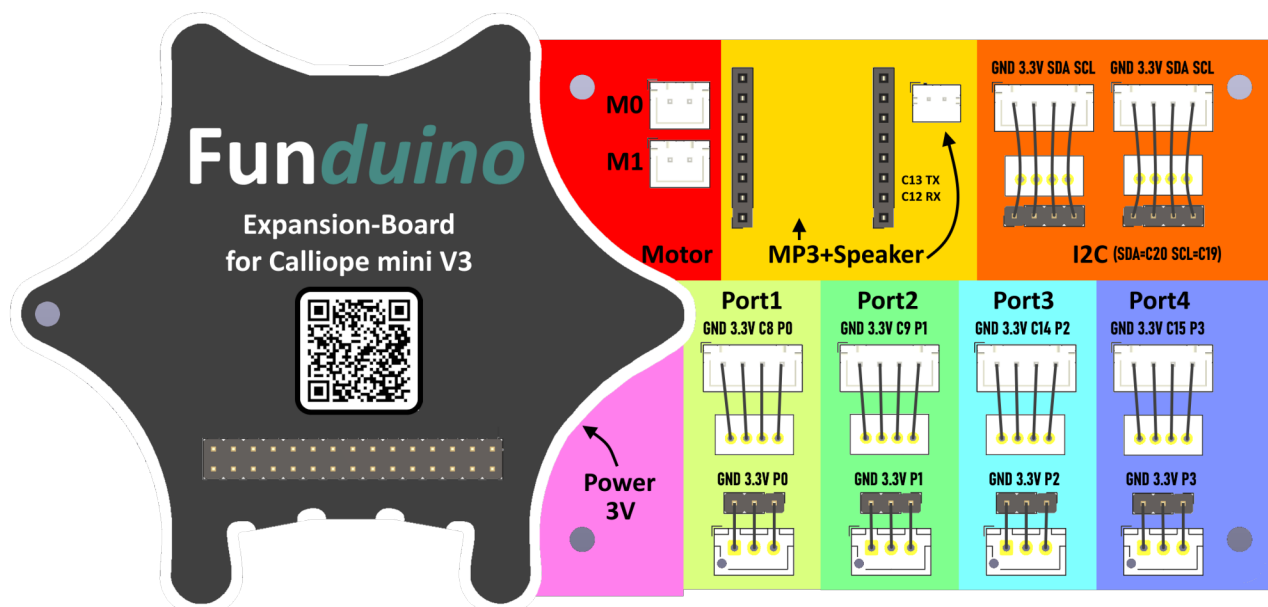 Funduino
Expansion-Board
for Calliope mini V3
M0
M1
Motor
C13 TX
C12 RX
MP3+Speaker
GND 3.3V SDA SCL
GND 3.3V SDA SCL
I2C (SDA=C20 SCL=C19)
Power
3V
Port1
GND 3.3V C8 P0
GND 3.3V P0
Port2
GND 3.3V C9 P1
GND 3.3V P1
Port3
GND 3.3V C14 P2
GND 3.3V P2
Port4
GND 3.3V C15 P3
GND 3.3V P3